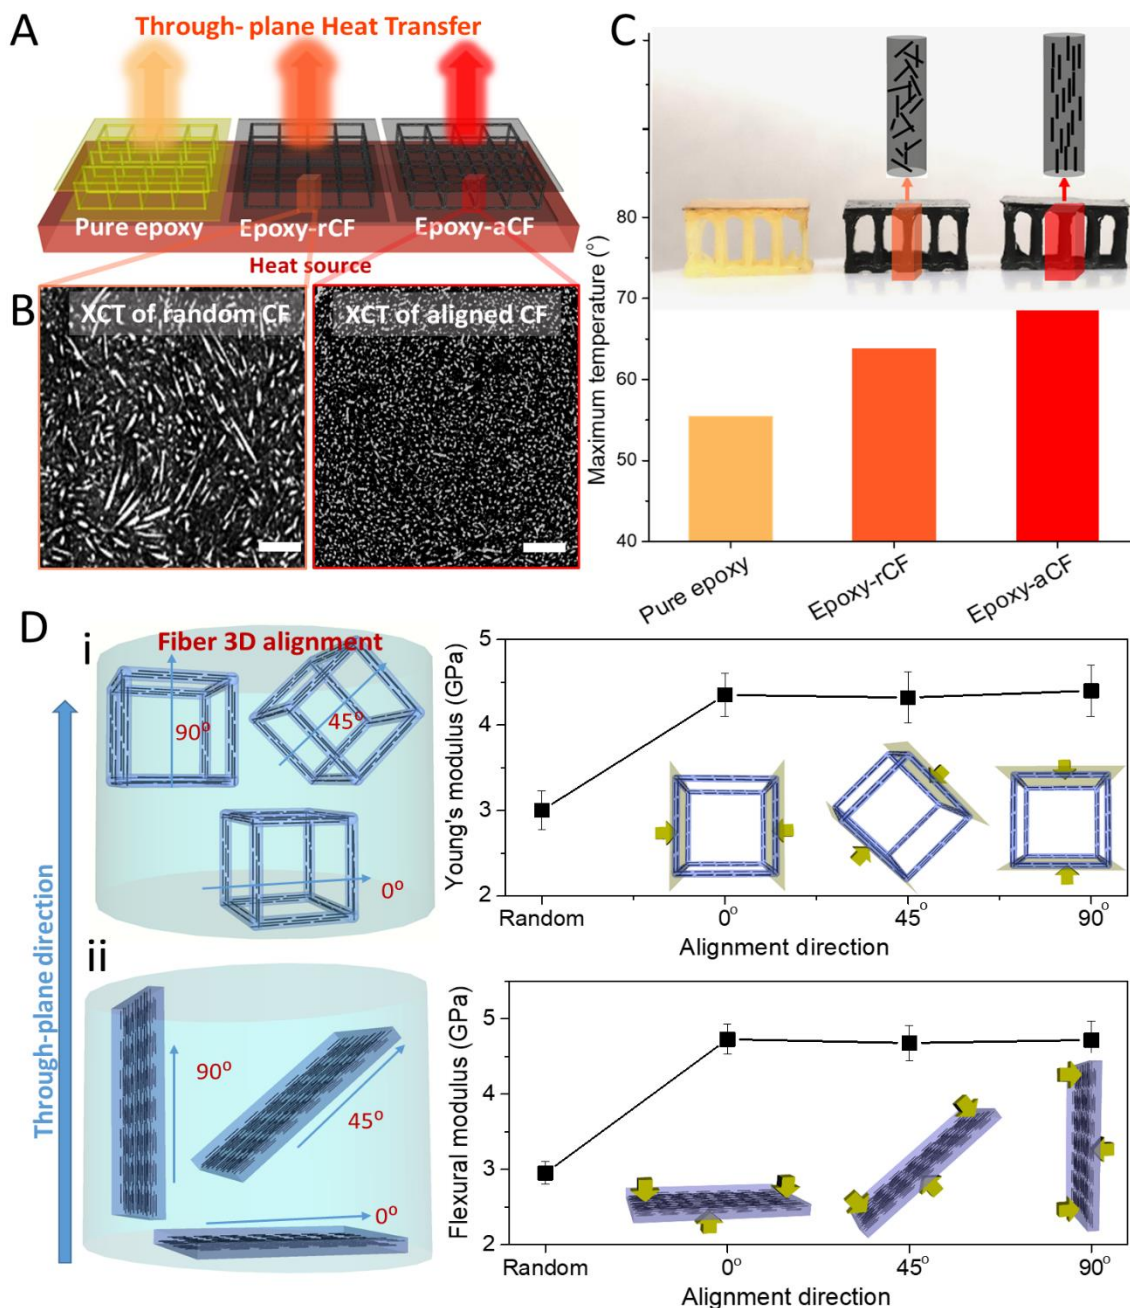 A
Through- plane Heat Transfer
Pure epoxy
Epoxy-rCF
Epoxy-aCF
Heat source
B
XCT of random CF
XCT of aligned CF
C
Maximum temperature (°)
80
70
60
50
40
Pure epoxy
Epoxy-rCF
Epoxy-aCF
D
Through-plane direction
i
Fiber 3D alignment
90°
45°
0°
Young's modulus (GPa)
5
4
3
2
Random
0°
45°
90°
Alignment direction
ii
90°
45°
0°
Flexural modulus (GPa)
5
4
3
2
Random
0°
45°
90°
Alignment direction